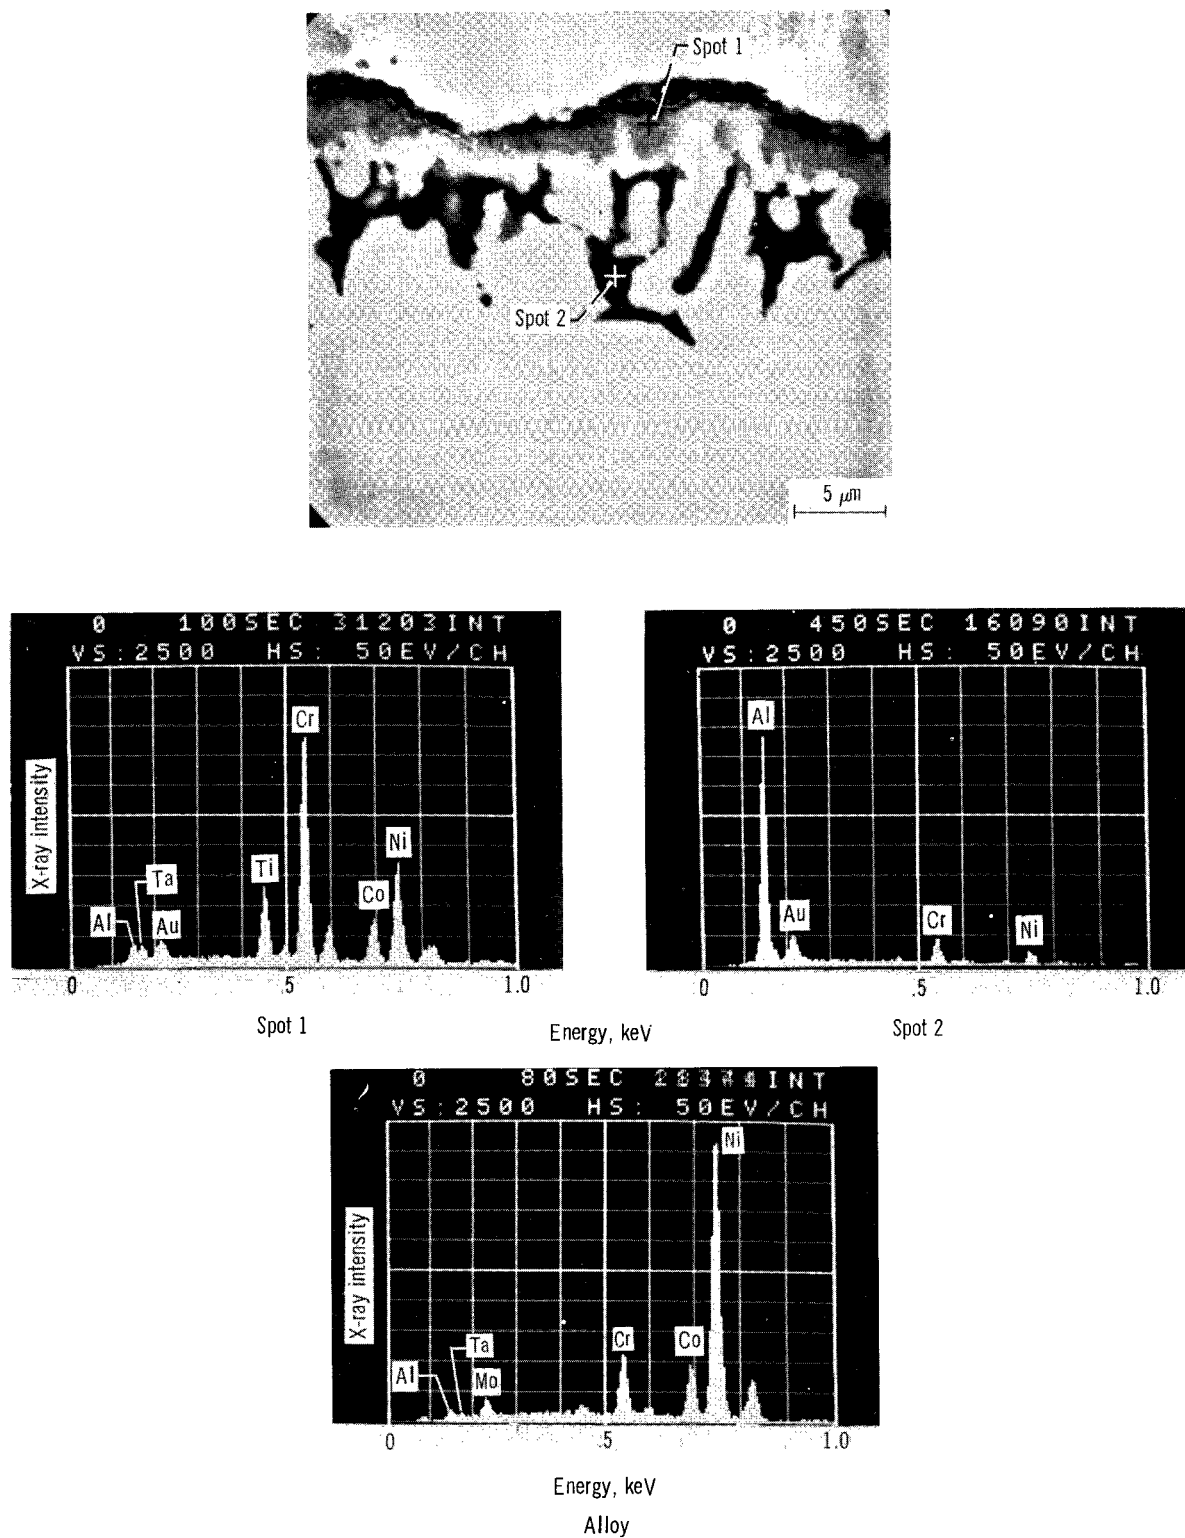 Spot 1
Spot 2
5 μm
0 100SEC 31203INT
VS:2500 HS: 50EV/CH
X-ray intensity
Al
Ta
Au
Ti
Cr
Co
Ni
0 .5 1.0
Spot 1
0 450SEC 16090INT
VS:2500 HS: 50EV/CH
Al
Au
Cr
Ni
0 .5 1.0
Spot 2
Energy, keV
0 80SEC INT
VS:2500 HS: 50EV/CH
X-ray intensity
Al
Ta
Mo
Cr
Co
Ni
0 .5 1.0
Energy, keV
Alloy